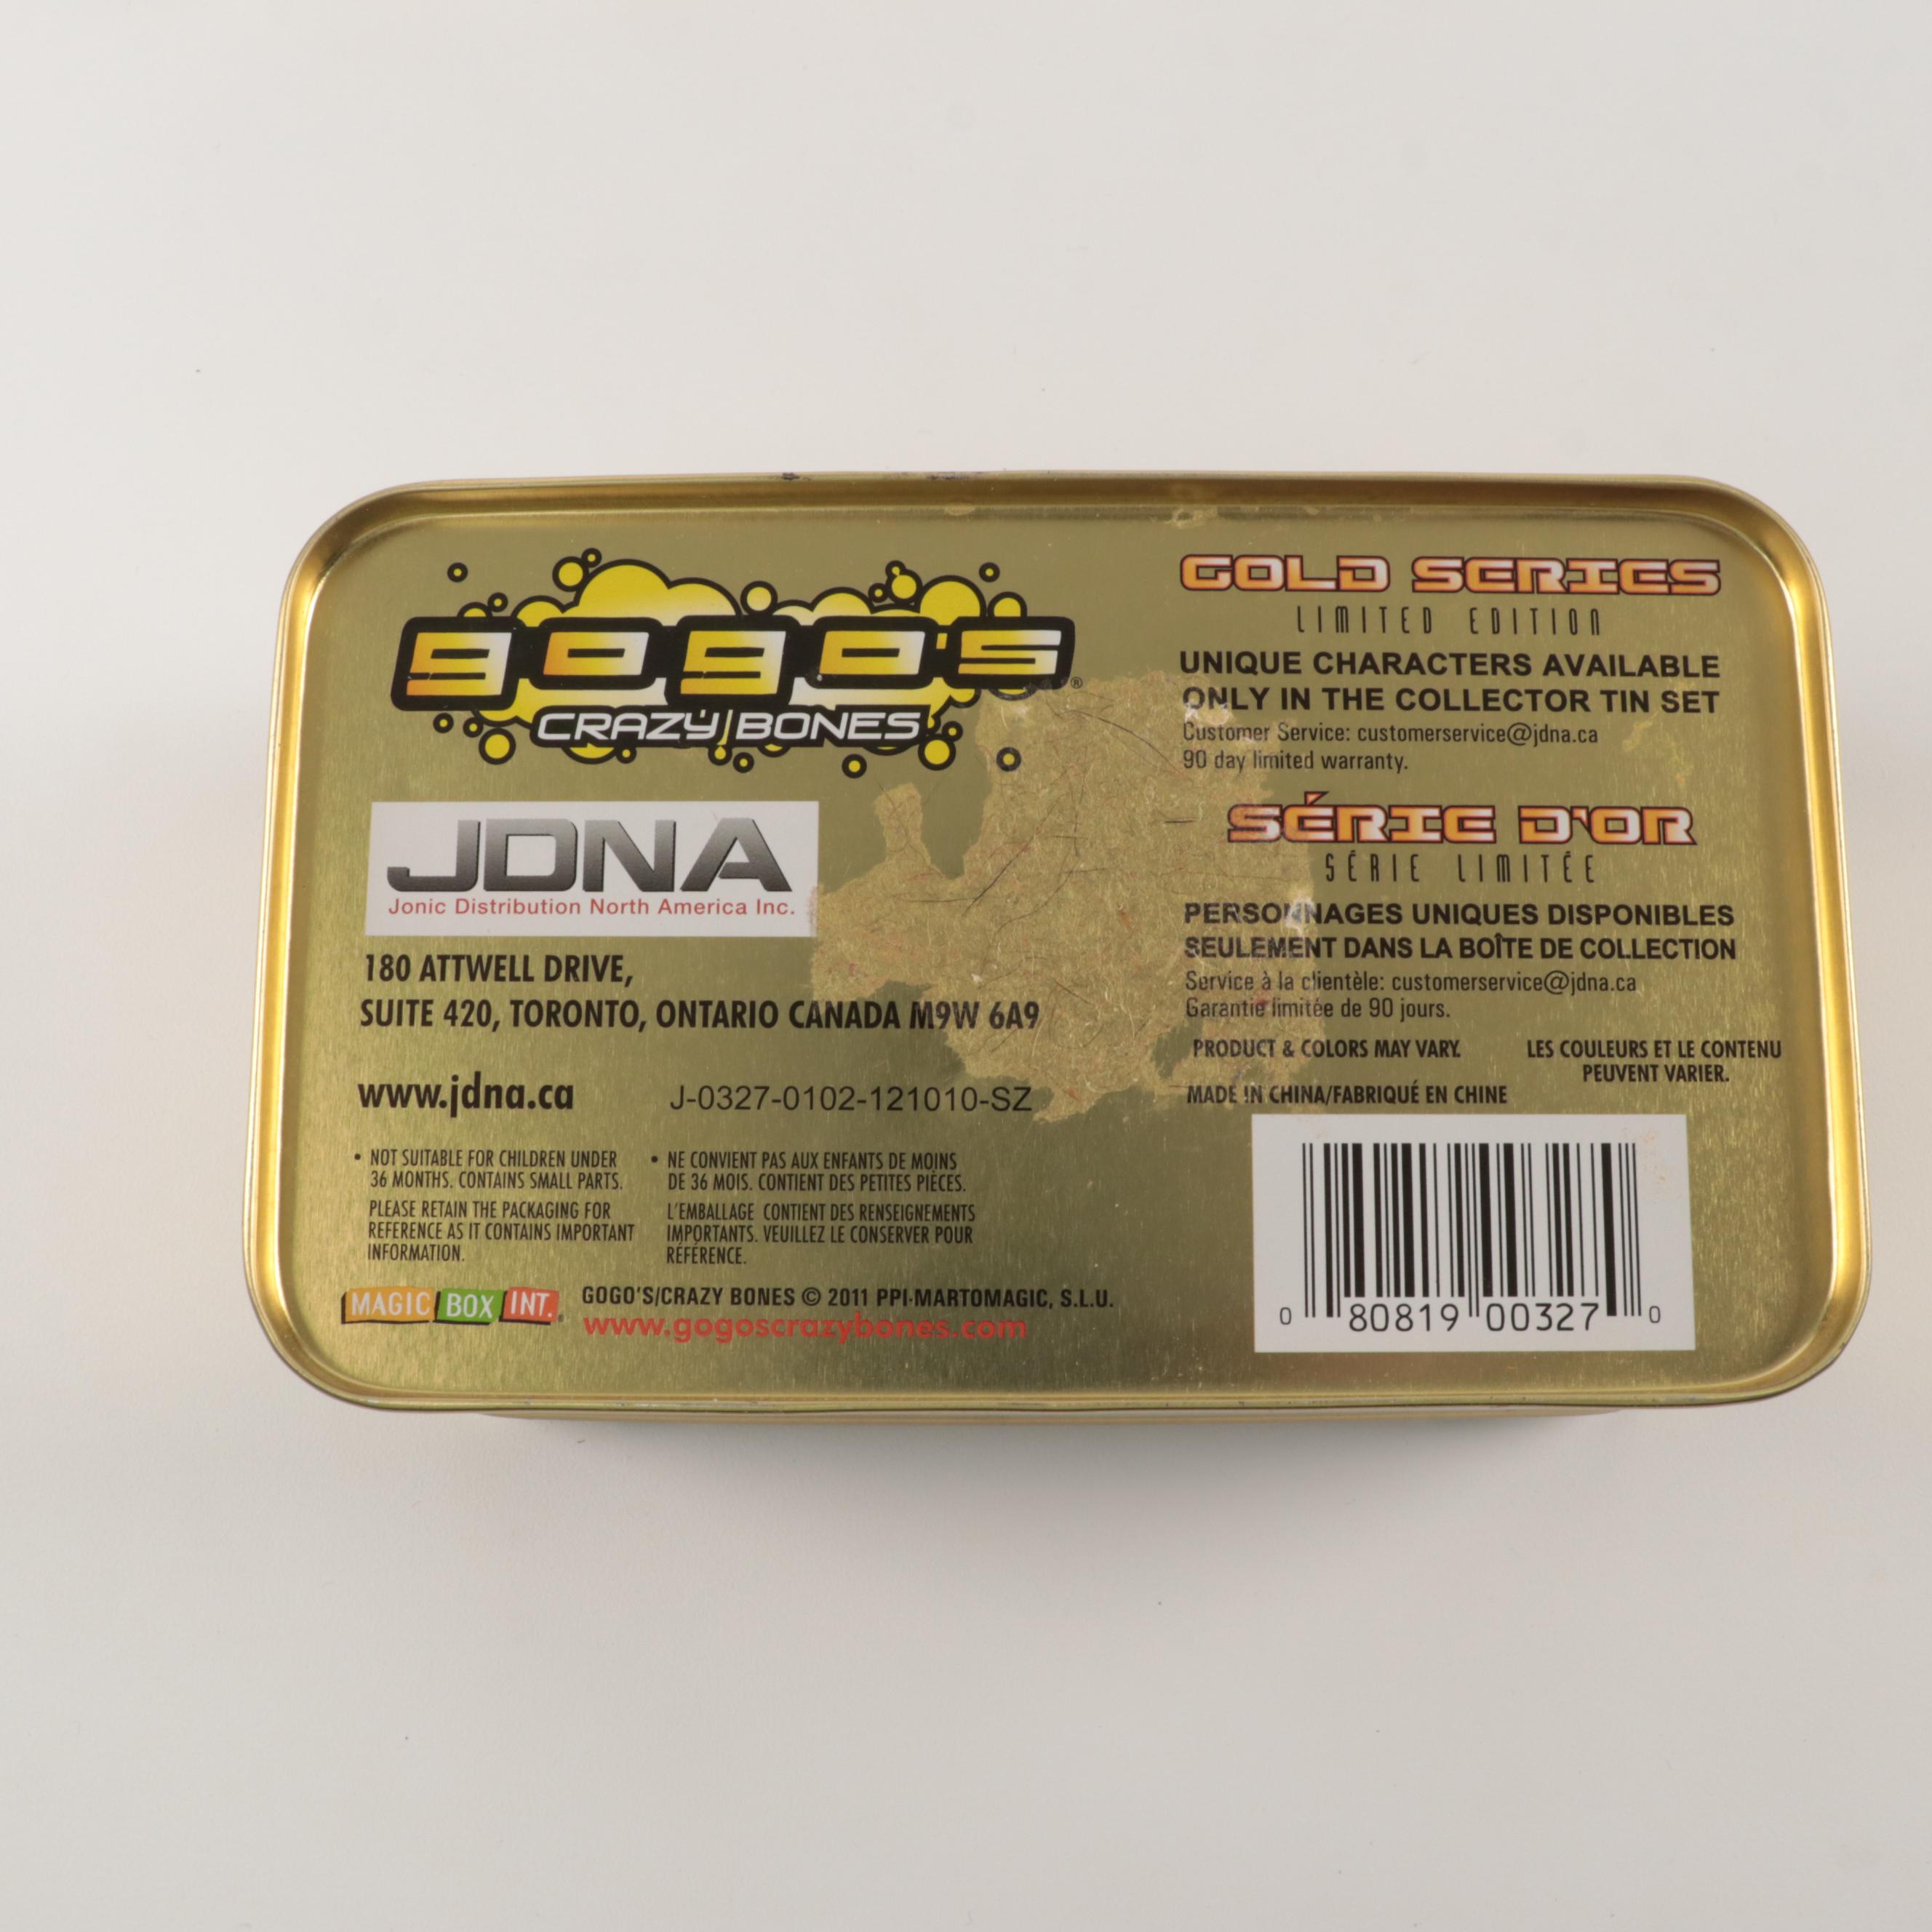 gogo's®
CRAZY BONES
JDNA
Jonic Distribution North America Inc.
180 ATTWELL DRIVE,
SUITE 420, TORONTO, ONTARIO CANADA M9W 6A9
www.jdna.ca
J-0327-0102-121010-SZ
• NOT SUITABLE FOR CHILDREN UNDER
36 MONTHS. CONTAINS SMALL PARTS.
PLEASE RETAIN THE PACKAGING FOR
REFERENCE AS IT CONTAINS IMPORTANT
INFORMATION.
• NE CONVIENT PAS AUX ENFANTS DE MOINS
DE 36 MOIS. CONTIENT DES PETITES PIÈCES.
L'EMBALLAGE CONTIENT DES RENSEIGNEMENTS
IMPORTANTS. VEUILLEZ LE CONSERVER POUR
RÉFÉRENCE.
MAGIC BOX INT.
GOGO'S/CRAZY BONES © 2011 PPI-MARTOMAGIC, S.L.U.
www.gogoscrazybones.com
GOLD SERIES
LIMITED EDITION
UNIQUE CHARACTERS AVAILABLE
ONLY IN THE COLLECTOR TIN SET
Customer Service: customerservice@jdna.ca
90 day limited warranty.
SÉRIE D'OR
SÉRIE LIMITÉE
PERSONNAGES UNIQUES DISPONIBLES
SEULEMENT DANS LA BOÎTE DE COLLECTION
Service à la clientèle: customerservice@jdna.ca
Garantie limitée de 90 jours.
PRODUCT & COLORS MAY VARY.
LES COULEURS ET LE CONTENU
PEUVENT VARIER.
MADE IN CHINA/FABRIQUÉ EN CHINE
0 80819 00327 0